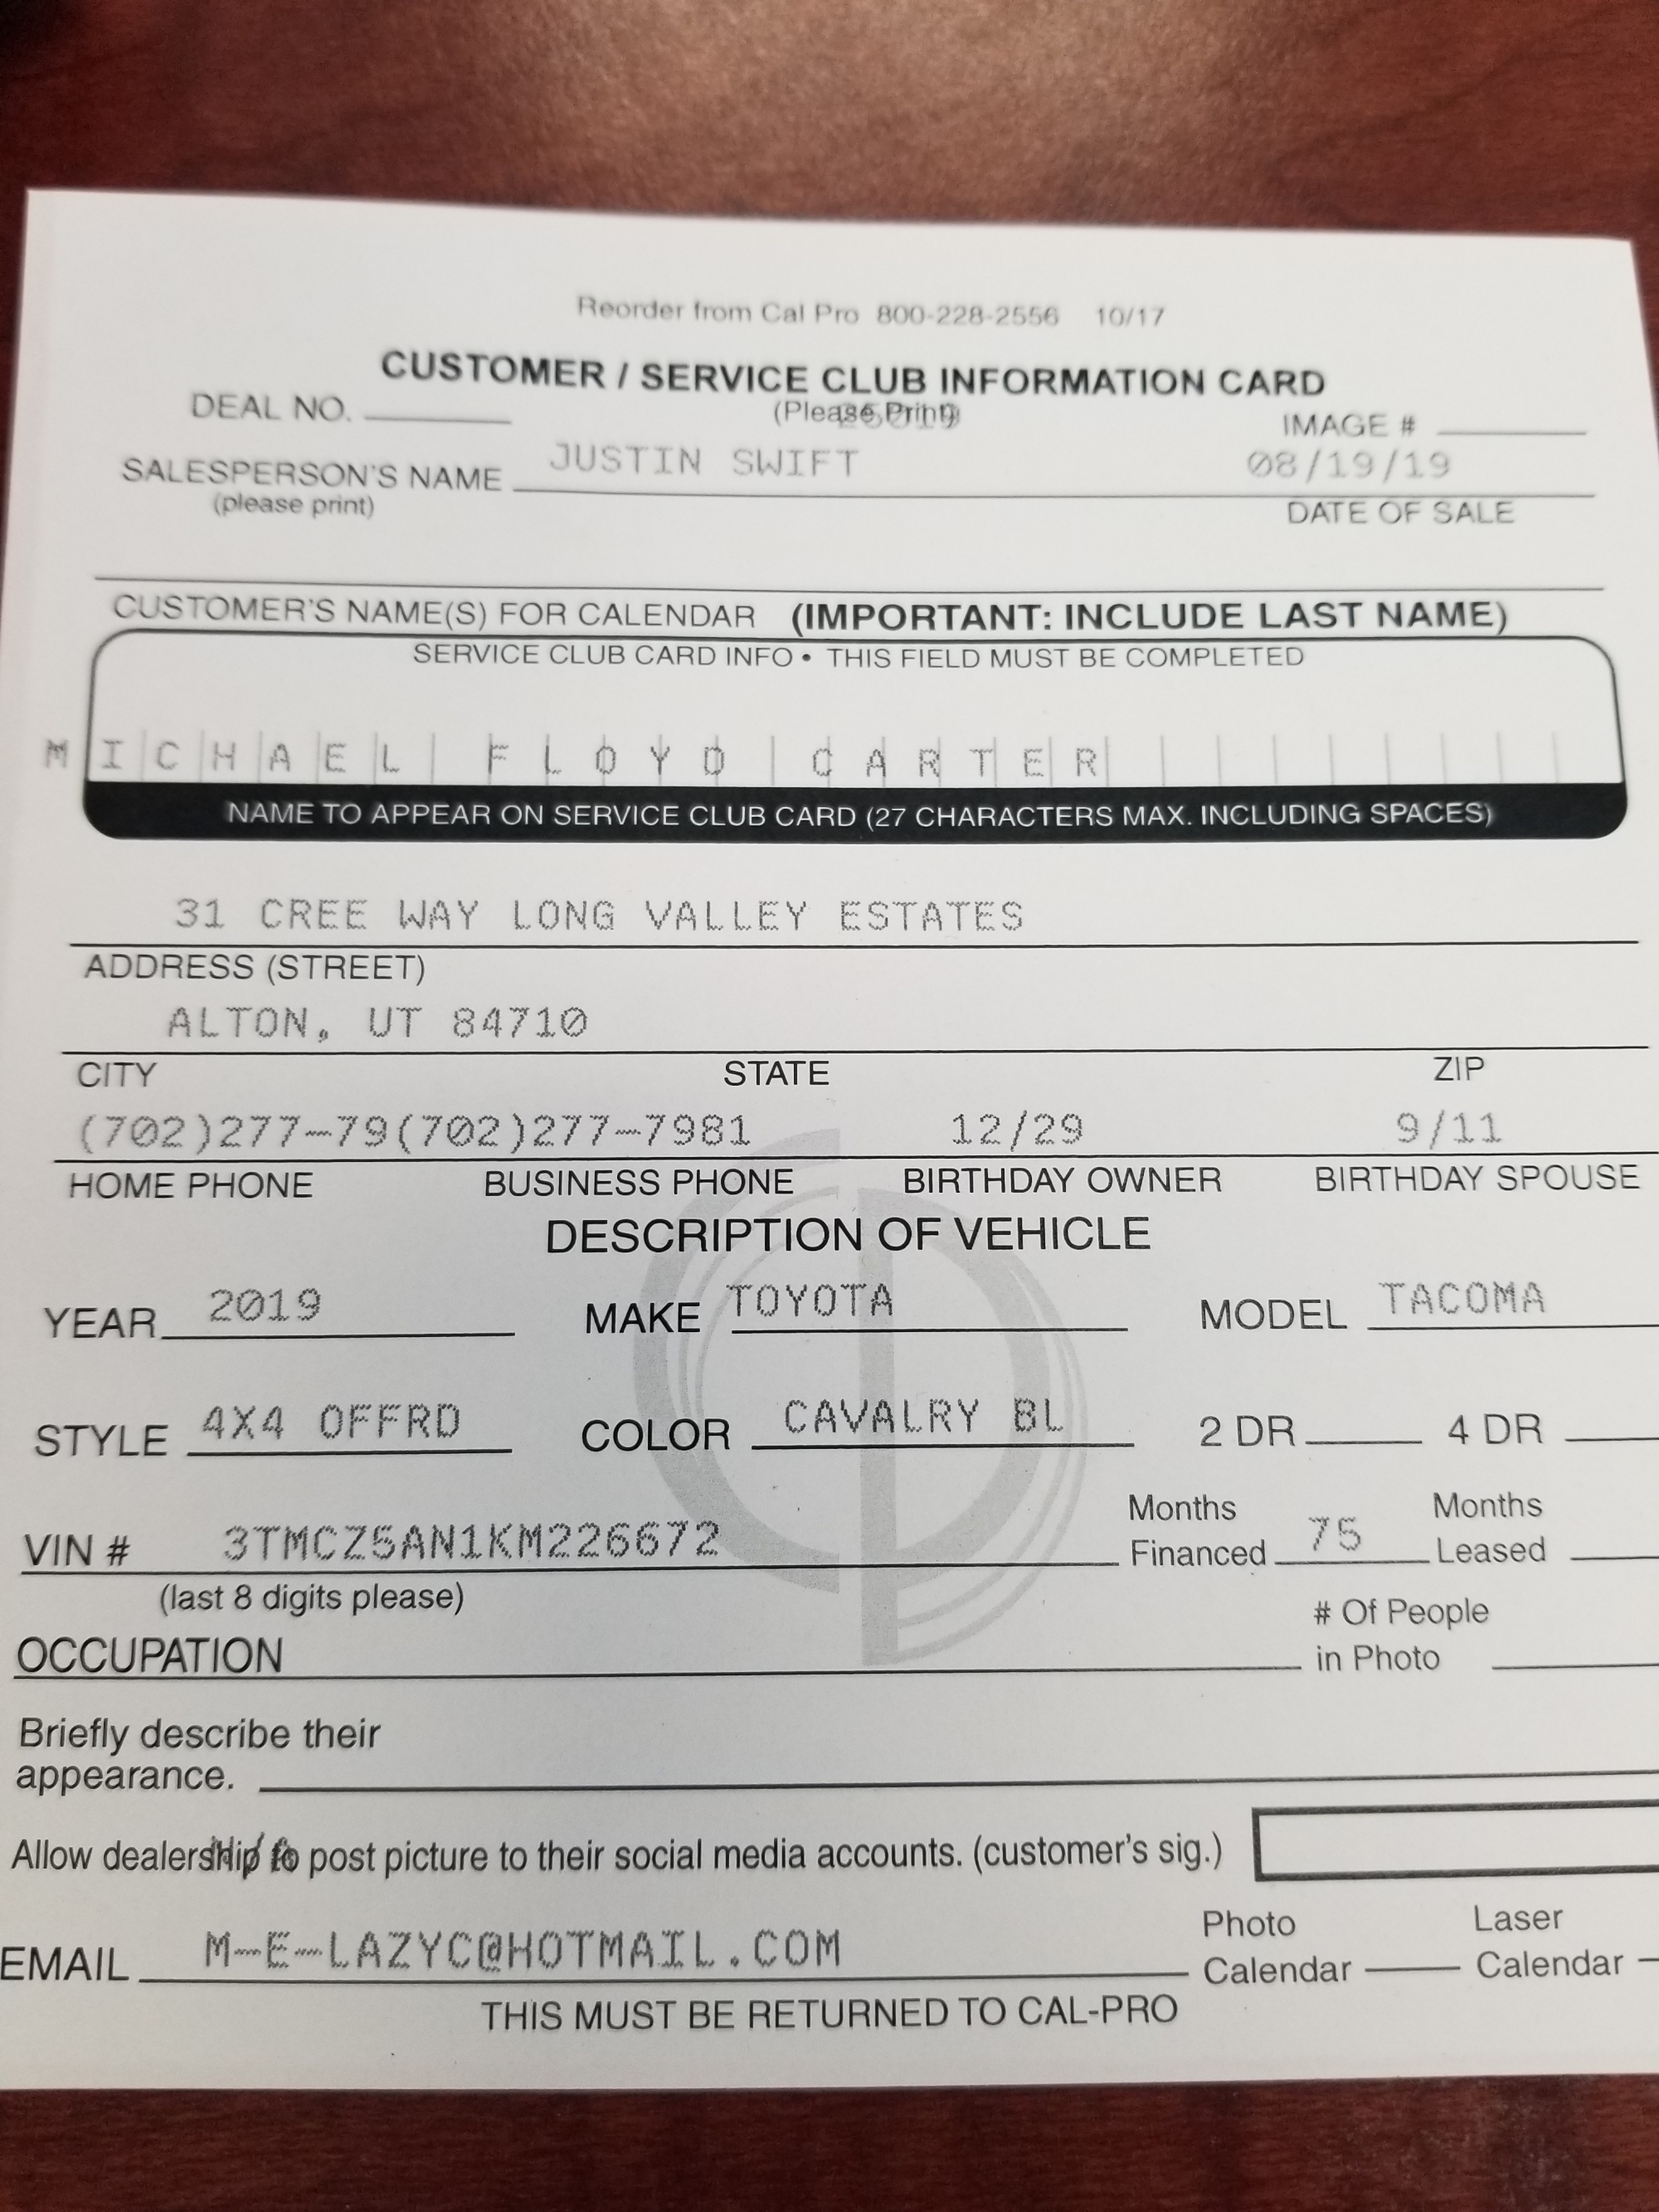 Reorder from Cal Pro 800-228-2556 10/17
CUSTOMER / SERVICE CLUB INFORMATION CARD
DEAL NO. (Please Print) IMAGE #
SALESPERSON'S NAME JUSTIN SWIFT 08/19/19
(please print) DATE OF SALE
CUSTOMER'S NAME(S) FOR CALENDAR (IMPORTANT: INCLUDE LAST NAME)
SERVICE CLUB CARD INFO • THIS FIELD MUST BE COMPLETED
MICHAEL FLOYD CARTER
NAME TO APPEAR ON SERVICE CLUB CARD (27 CHARACTERS MAX. INCLUDING SPACES)
31 CREE WAY LONG VALLEY ESTATES
ADDRESS (STREET)
ALTON, UT 84710
CITY STATE ZIP
(702)277-79(702)277-7981 12/29 9/11
HOME PHONE BUSINESS PHONE BIRTHDAY OWNER BIRTHDAY SPOUSE
DESCRIPTION OF VEHICLE
YEAR 2019 MAKE TOYOTA MODEL TACOMA
STYLE 4X4 OFFRD COLOR CAVALRY BL 2 DR 4 DR
VIN # 3TMCZ5AN1KM226672 Months Financed 75 Months Leased
(last 8 digits please)
OCCUPATION # Of People in Photo
Briefly describe their
appearance.
Allow dealership to post picture to their social media accounts. (customer's sig.)
N/A
EMAIL M-E-LAZYC@HOTMAIL.COM Photo Calendar Laser Calendar
THIS MUST BE RETURNED TO CAL-PRO